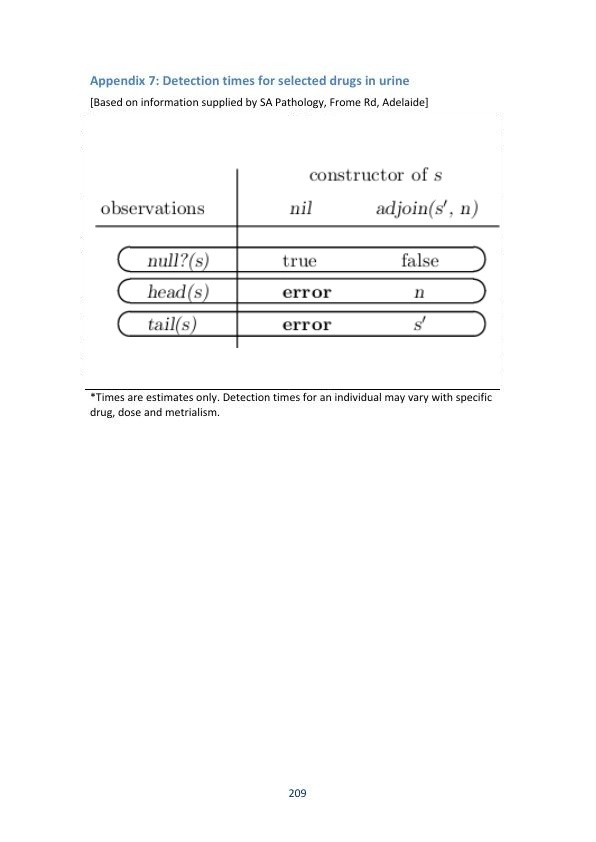 Appendix 7: Detection times for selected drugs in urine
[Based on information supplied by SA Pathology, Frome Rd, Adelaide]
constructor of s
observations nil adjoin(s′, n)
null?(s) true false
head(s) error n
tail(s) error s′
*Times are estimates only. Detection times for an individual may vary with specific
drug, dose and metrialism.
209